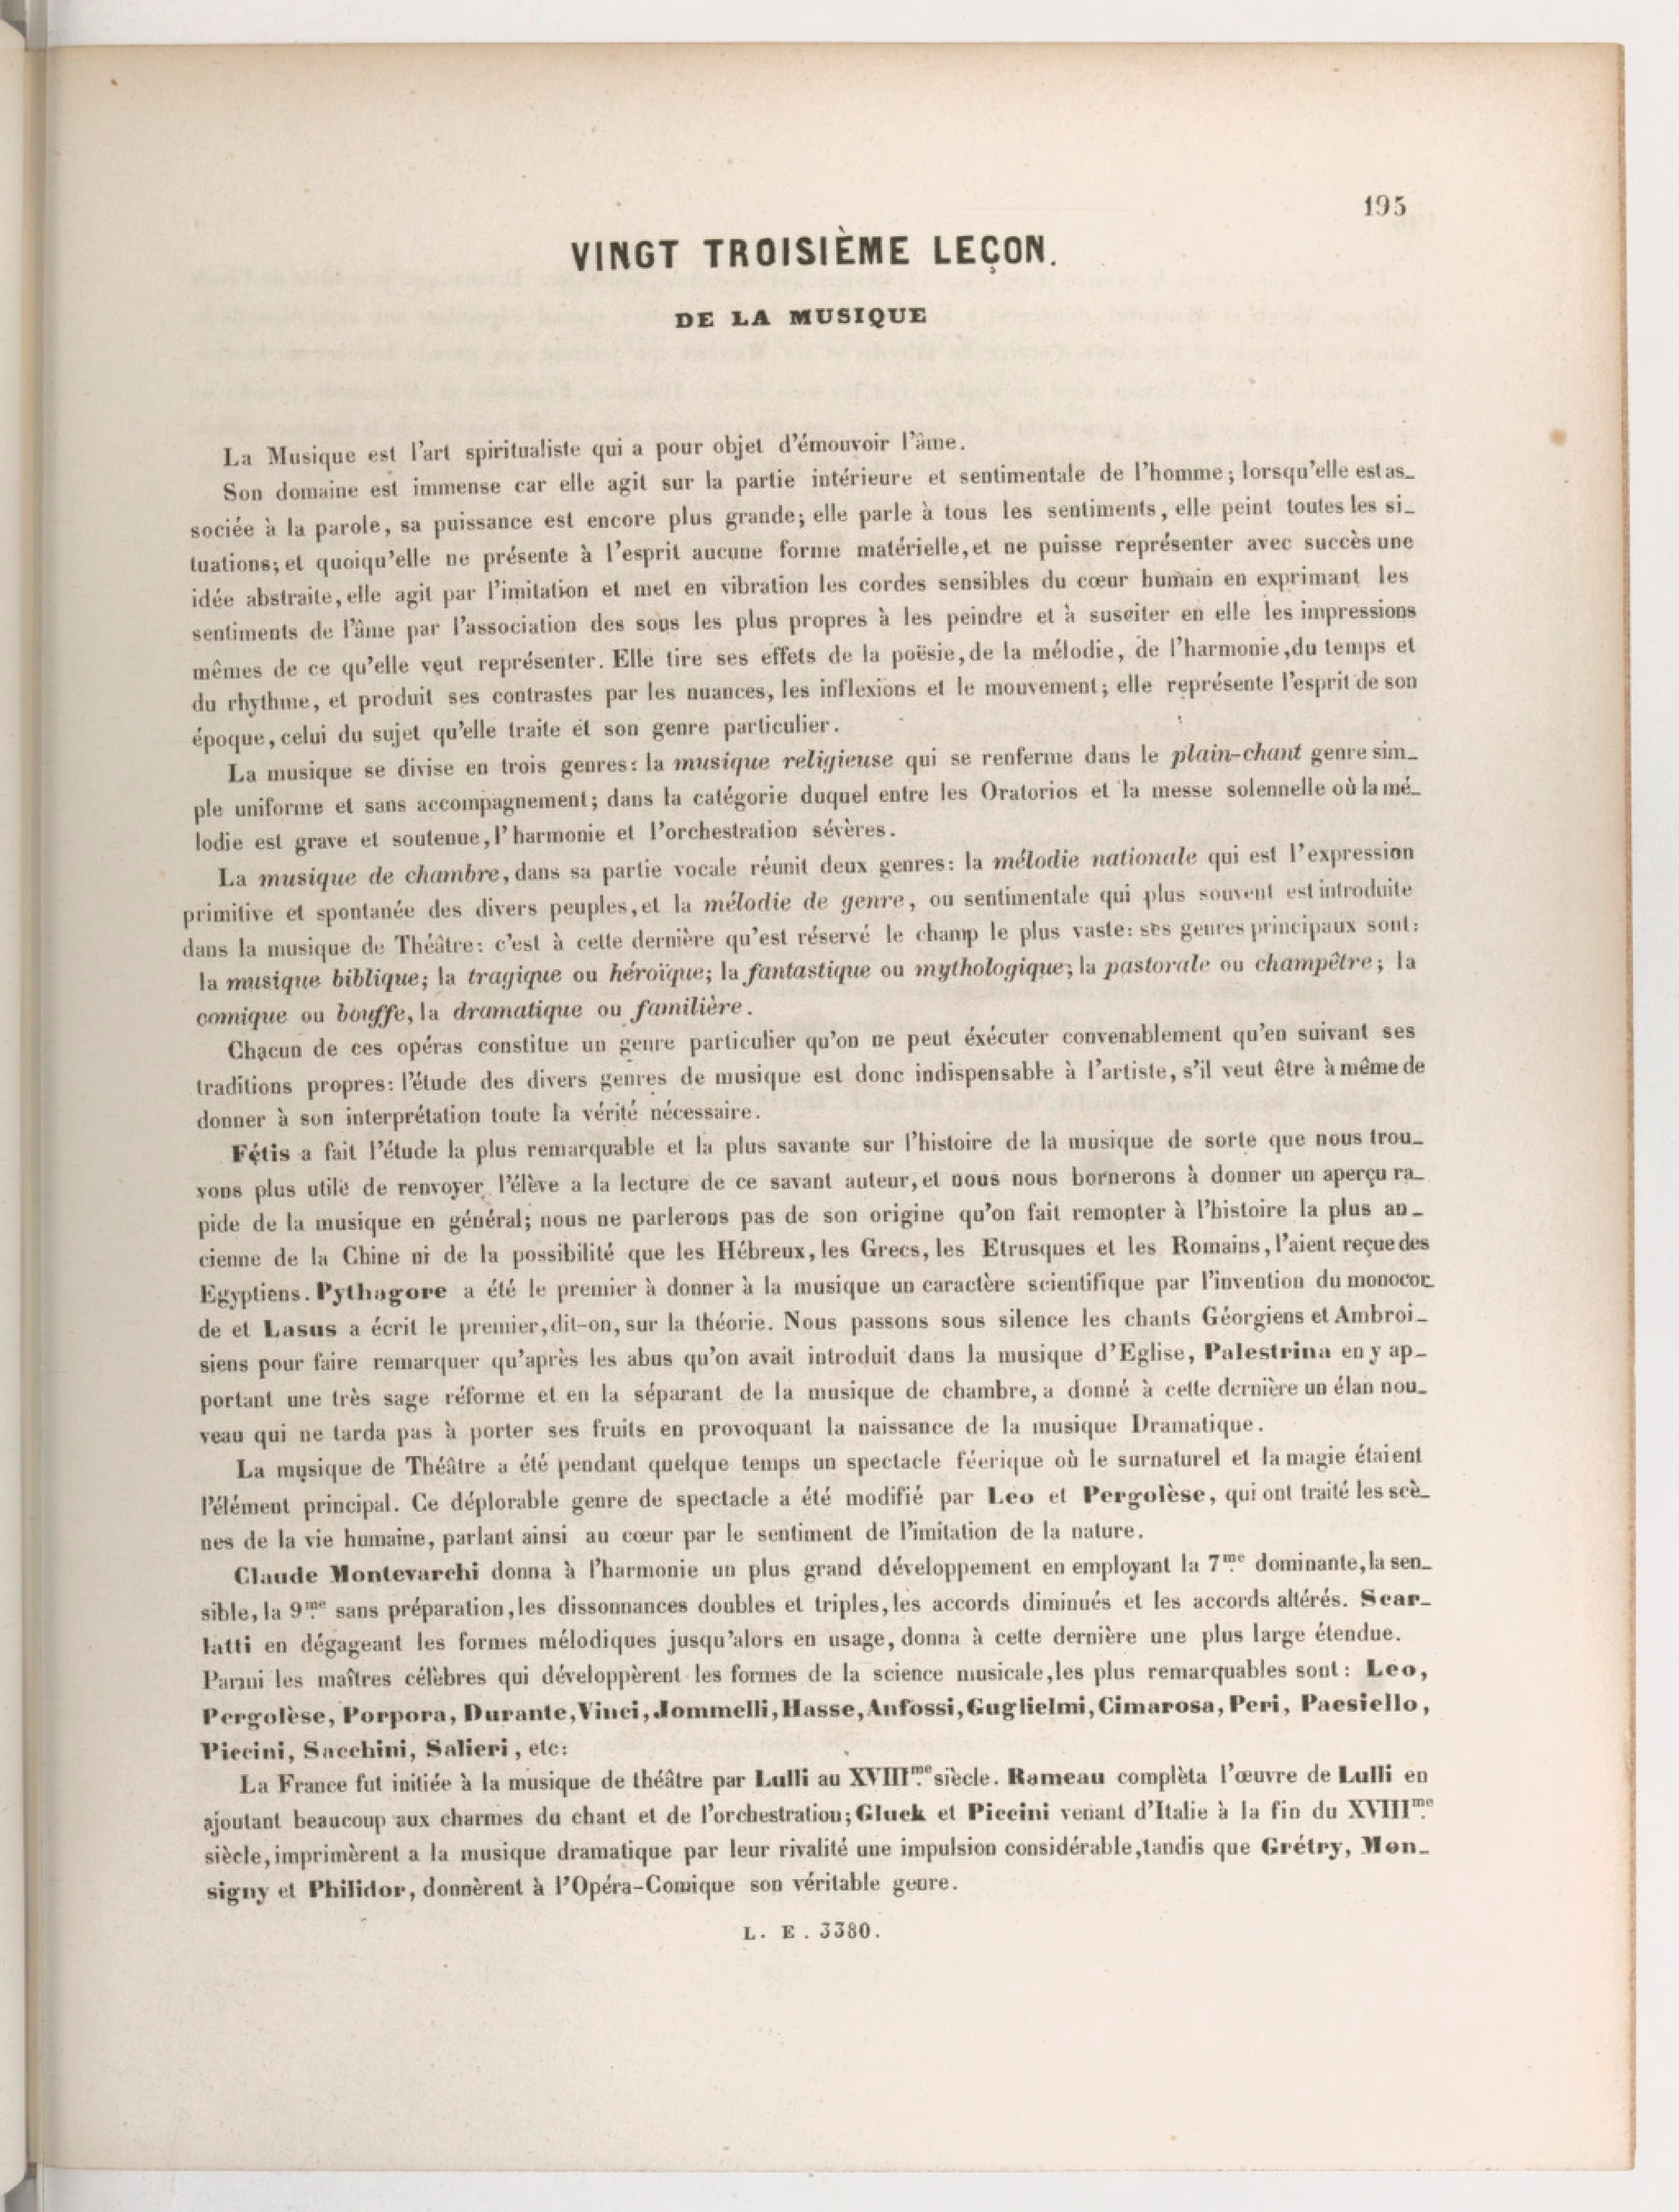 195
VINGT TROISIÈME LEÇON.
DE LA MUSIQUE
La Musique est l'art spiritualiste qui a pour objet d'émouvoir l'âme.
Son domaine est immense car elle agit sur la partie intérieure et sentimentale de l'homme; lorsqu'elle est as_
sociée à la parole, sa puissance est encore plus grande; elle parle à tous les sentiments, elle peint toutes les si_
tuations; et quoiqu'elle ne présente à l'esprit aucune forme matérielle, et ne puisse représenter avec succès une
idée abstraite, elle agit par l'imitation et met en vibration les cordes sensibles du cœur humain en exprimant les
sentiments de l'âme par l'association des sons les plus propres à les peindre et à susciter en elle les impressions
mêmes de ce qu'elle veut représenter. Elle tire ses effets de la poësie, de la mélodie, de l'harmonie, du temps et
du rhythme, et produit ses contrastes par les nuances, les inflexions et le mouvement; elle représente l'esprit de son
époque, celui du sujet qu'elle traite et son genre particulier.
La musique se divise en trois genres: la musique religieuse qui se renferme dans le plain-chant genre sim_
ple uniforme et sans accompagnement; dans la catégorie duquel entre les Oratorios et la messe solennelle où la mé_
lodie est grave et soutenue, l'harmonie et l'orchestration sévères.
La musique de chambre, dans sa partie vocale réunit deux genres: la mélodie nationale qui est l'expression
primitive et spontanée des divers peuples, et la mélodie de genre, ou sentimentale qui plus souvent est introduite
dans la musique de Théâtre: c'est à cette dernière qu'est réservé le champ le plus vaste: ses genres principaux sont:
la musique biblique; la tragique ou héroïque; la fantastique ou mythologique; la pastorale ou champêtre; la
comique ou bouffe, la dramatique ou familière.
Chacun de ces opéras constitue un genre particulier qu'on ne peut éxécuter convenablement qu'en suivant ses
traditions propres: l'étude des divers genres de musique est donc indispensable à l'artiste, s'il veut être à même de
donner à son interprétation toute la vérité nécessaire.
Fétis a fait l'étude la plus remarquable et la plus savante sur l'histoire de la musique de sorte que nous trou_
vons plus utile de renvoyer l'élève a la lecture de ce savant auteur, et nous nous bornerons à donner un aperçu ra_
pide de la musique en général; nous ne parlerons pas de son origine qu'on fait remonter à l'histoire la plus an_
cienne de la Chine ni de la possibilité que les Hébreux, les Grecs, les Etrusques et les Romains, l'aient reçue des
Egyptiens. Pythagore a été le premier à donner à la musique un caractère scientifique par l'invention du monocor_
de et Lasus a écrit le premier, dit-on, sur la théorie. Nous passons sous silence les chants Géorgiens et Ambroi_
siens pour faire remarquer qu'après les abus qu'on avait introduit dans la musique d'Eglise, Palestrina en y ap_
portant une très sage réforme et en la séparant de la musique de chambre, a donné à cette dernière un élan nou_
veau qui ne tarda pas à porter ses fruits en provoquant la naissance de la musique Dramatique.
La musique de Théâtre a été pendant quelque temps un spectacle féerique où le surnaturel et la magie étaient
l'élément principal. Ce déplorable genre de spectacle a été modifié par Leo et Pergolèse, qui ont traité les scè_
nes de la vie humaine, parlant ainsi au cœur par le sentiment de l'imitation de la nature.
Claude Montevarchi donna à l'harmonie un plus grand développement en employant la 7me dominante, la sen_
sible, la 9me sans préparation, les dissonnances doubles et triples, les accords diminués et les accords altérés. Scar_
latti en dégageant les formes mélodiques jusqu'alors en usage, donna à cette dernière une plus large étendue.
Parmi les maîtres célèbres qui développèrent les formes de la science musicale, les plus remarquables sont: Leo,
Pergolèse, Porpora, Durante, Vinci, Jommelli, Hasse, Anfossi, Guglielmi, Cimarosa, Peri, Paesiello,
Piccini, Sacchini, Salieri, etc:
La France fut initiée à la musique de théâtre par Lulli au XVIIIme siècle. Rameau complèta l'œuvre de Lulli en
ajoutant beaucoup aux charmes du chant et de l'orchestration; Gluck et Piccini venant d'Italie à la fin du XVIIIme
siècle, imprimèrent a la musique dramatique par leur rivalité une impulsion considérable, tandis que Grétry, Mon_
signy et Philidor, donnèrent à l'Opéra-Comique son véritable genre.
L. E. 3380.